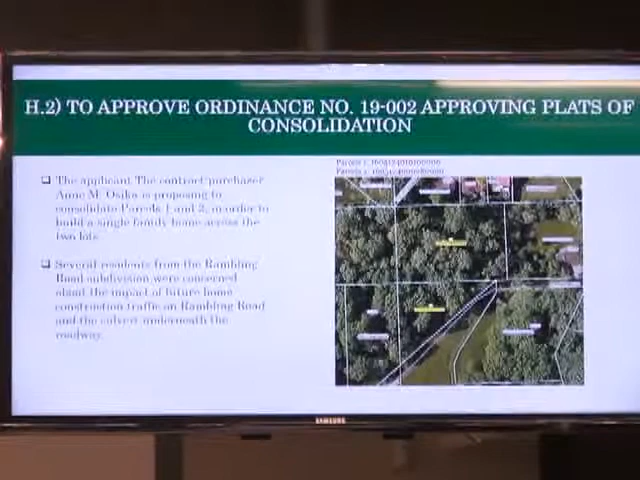 H.2) TO APPROVE ORDINANCE NO. 19-002 APPROVING PLATS OF
CONSOLIDATION
The applicant The contract purchaser
Anne M. is proposing to
consolidate Parcels 1 and 2, in order to
build a single family home across the
two lots.
Several residents from the Rambling
Road subdivision were concerned
about the impact of future home
construction traffic on Rambling Road
and the culvert underneath the
roadway.
SAMSUNG